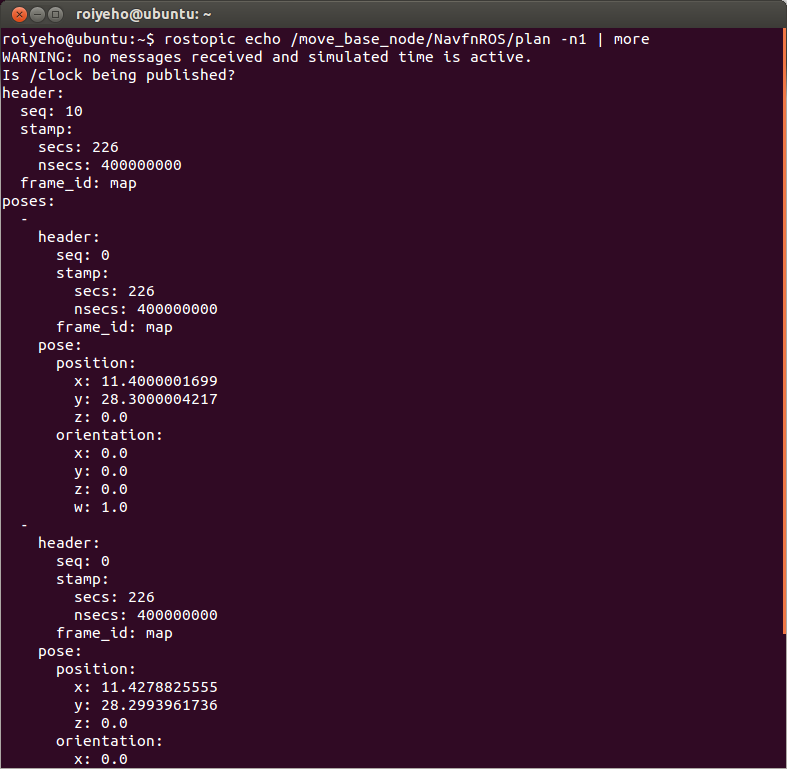 roiyeho@ubuntu: ~
roiyeho@ubuntu:~$ rostopic echo /move_base_node/NavfnROS/plan -n1 | more
WARNING: no messages received and simulated time is active.
Is /clock being published?
header:
  seq: 10
  stamp:
    secs: 226
    nsecs: 400000000
  frame_id: map
poses:
  -
    header:
      seq: 0
      stamp:
        secs: 226
        nsecs: 400000000
      frame_id: map
    pose:
      position:
        x: 11.4000001699
        y: 28.3000004217
        z: 0.0
      orientation:
        x: 0.0
        y: 0.0
        z: 0.0
        w: 1.0
  -
    header:
      seq: 0
      stamp:
        secs: 226
        nsecs: 400000000
      frame_id: map
    pose:
      position:
        x: 11.4278825555
        y: 28.2993961736
        z: 0.0
      orientation:
        x: 0.0